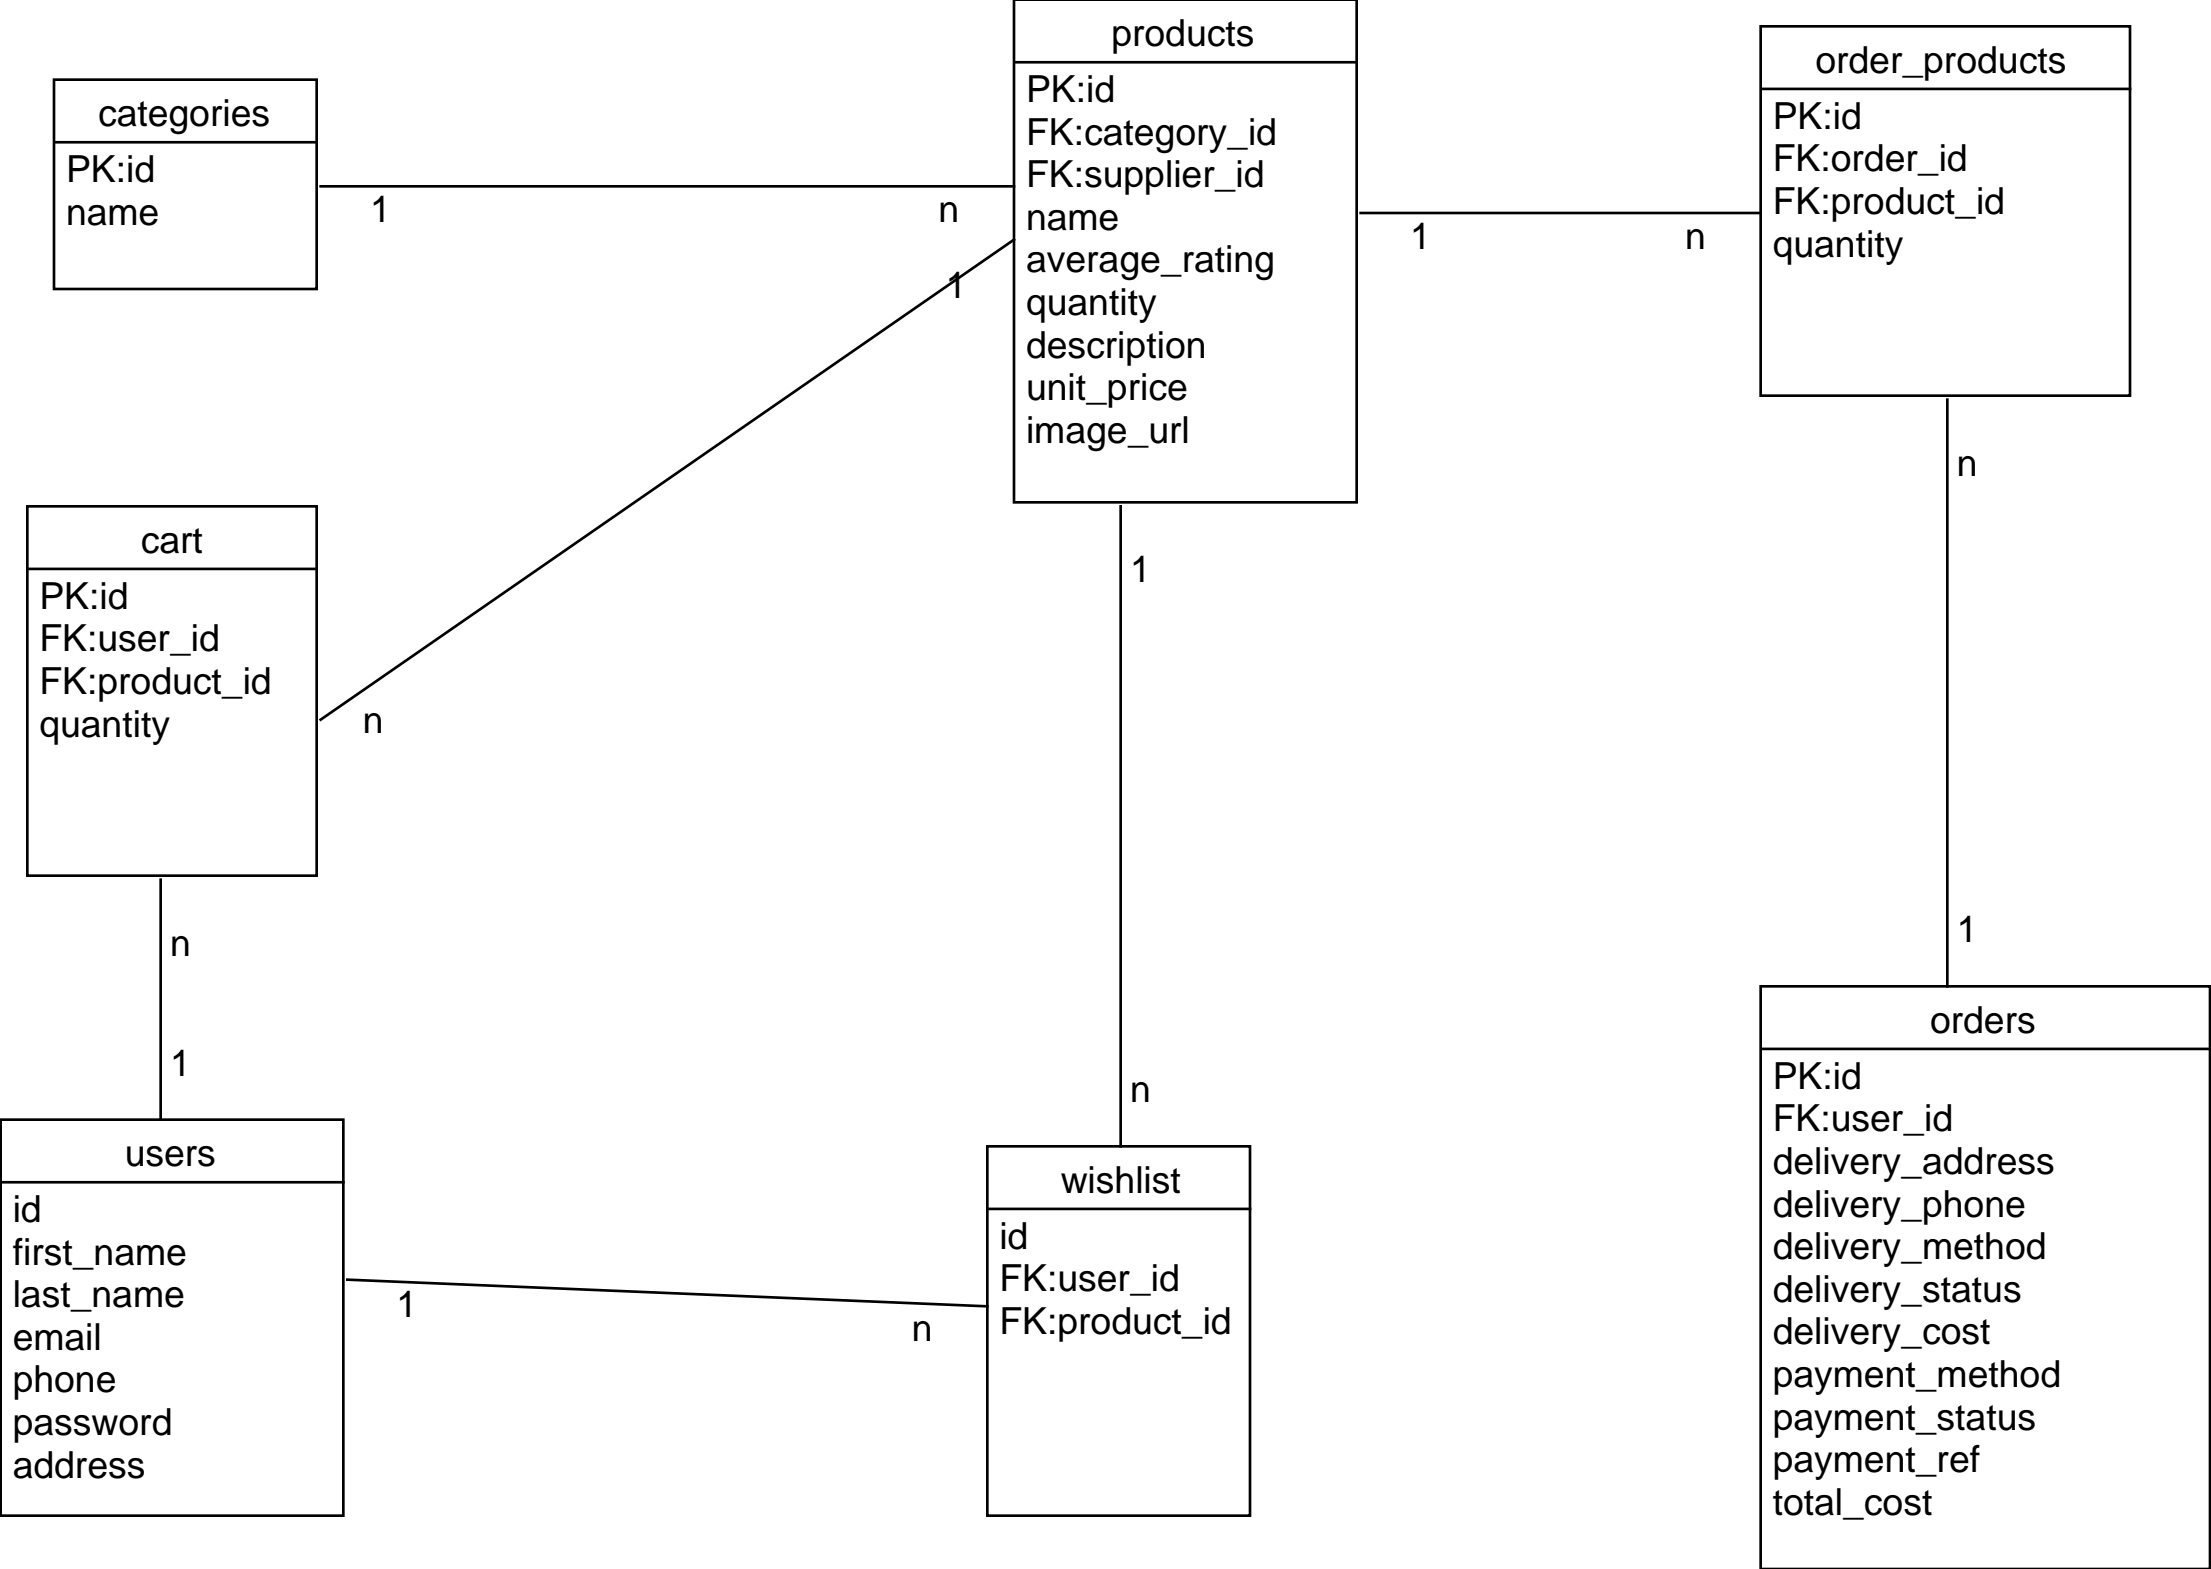 products
PK:id
FK:category_id
FK:supplier_id
name
average_rating
quantity
description
unit_price
image_url
order_products
PK:id
FK:order_id
FK:product_id
quantity
categories
PK:id
name
1
n
1
n
1
n
1
n
1
n
1
n
1
n
cart
PK:id
FK:user_id
FK:product_id
quantity
users
id
first_name
last_name
email
phone
password
address
wishlist
id
FK:user_id
FK:product_id
orders
PK:id
FK:user_id
delivery_address
delivery_phone
delivery_method
delivery_status
delivery_cost
payment_method
payment_status
payment_ref
total_cost